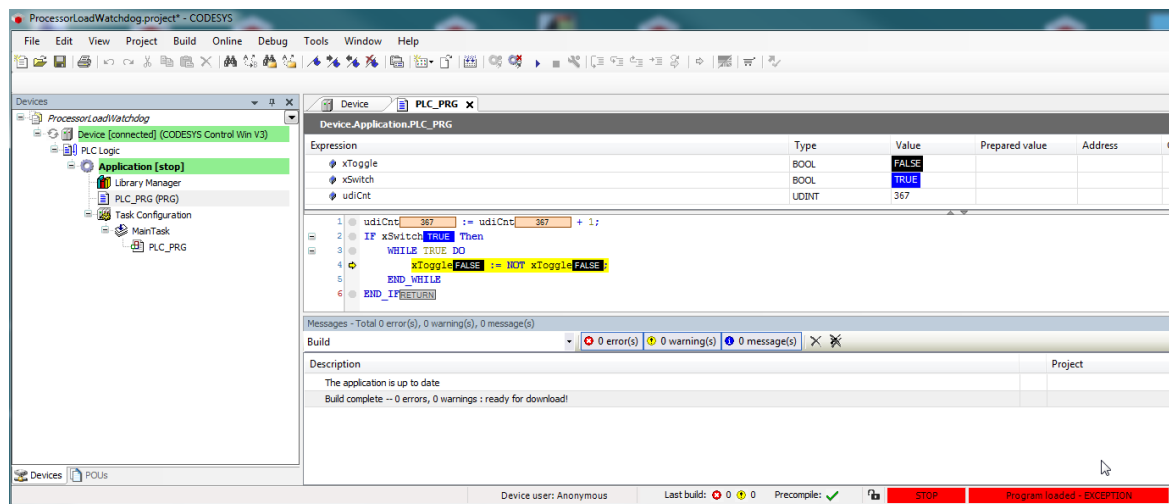 ProcessorLoadWatchdog.project* - CODESYS
File Edit View Project Build Online Debug Tools Window Help
Devices
ProcessorLoadWatchdog
Device [connected] (CODESYS Control Win V3)
PLC Logic
Application [stop]
Library Manager
PLC_PRG (PRG)
Task Configuration
MainTask
PLC_PRG
Devices POUs
Device PLC_PRG
Device.Application.PLC_PRG
Expression Type Value Prepared value Address
xToggle BOOL FALSE
xSwitch BOOL TRUE
udiCnt UDINT 367
1 udiCnt 367 := udiCnt 367 + 1;
2 IF xSwitch TRUE Then
3 WHILE TRUE DO
4 xToggle FALSE := NOT xToggle FALSE ;
5 END_WHILE
6 END_IF RETURN
Messages - Total 0 error(s), 0 warning(s), 0 message(s)
Build 0 error(s) 0 warning(s) 0 message(s)
Description Project
The application is up to date
Build complete -- 0 errors, 0 warnings : ready for download!
Device user: Anonymous Last build: 0 0 Precompile: STOP Program loaded - EXCEPTION